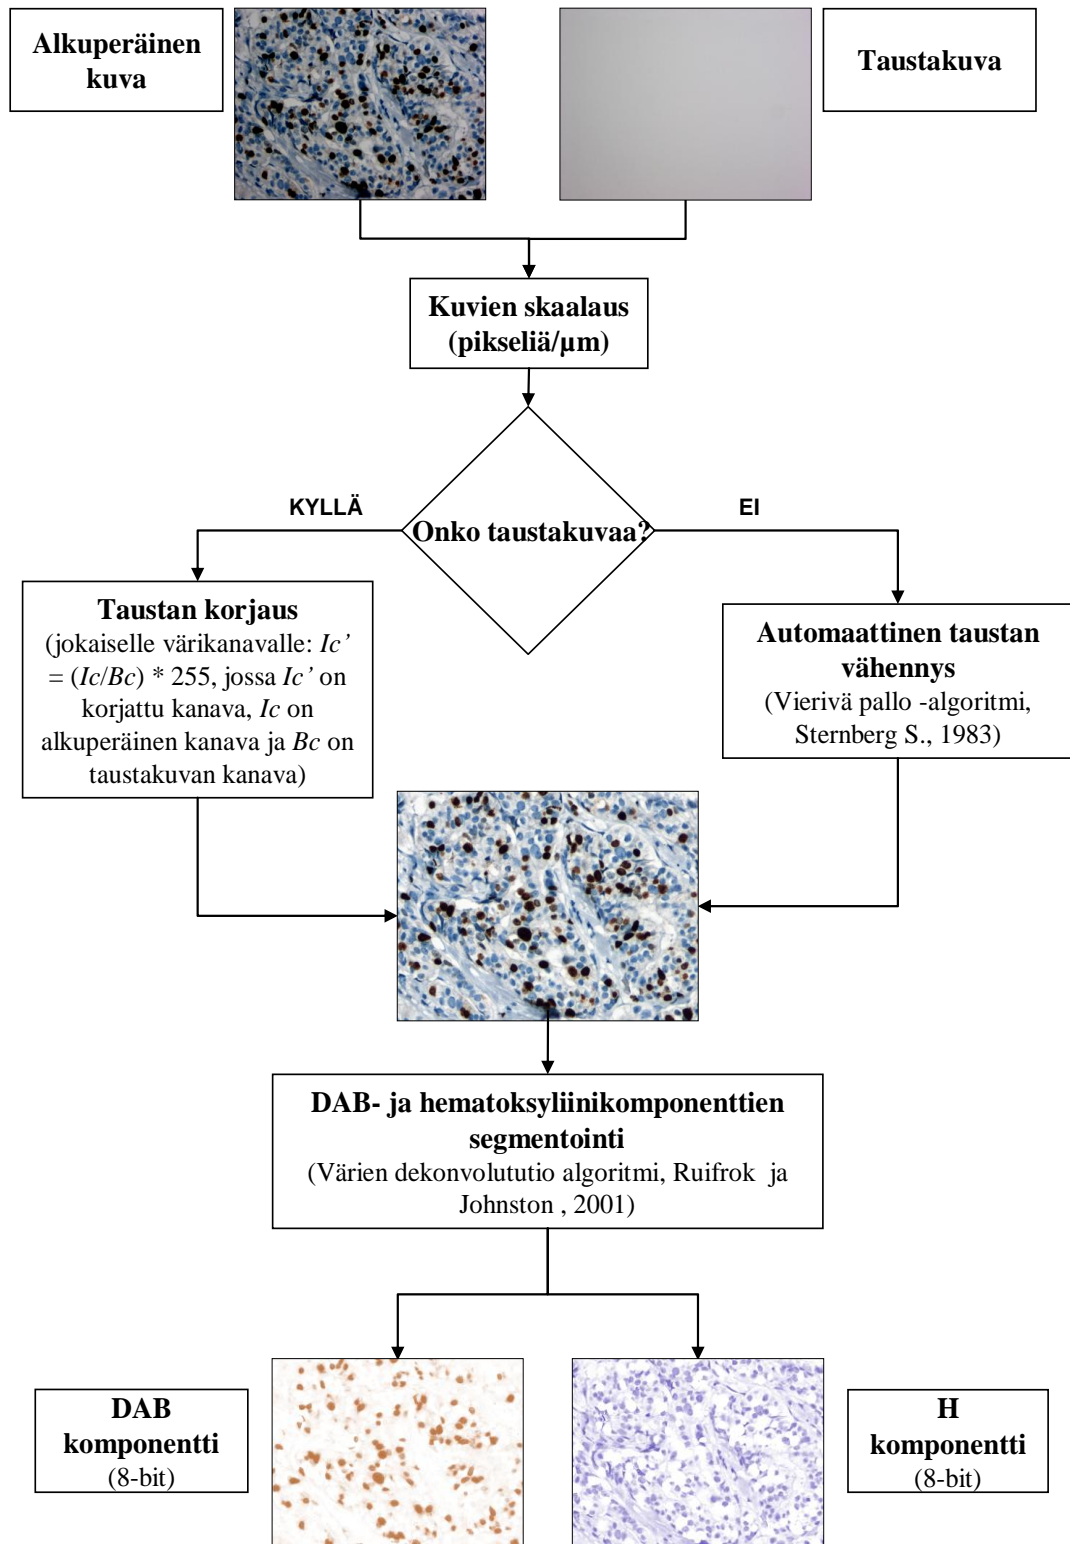 Alkuperäinen
kuva
Taustakuva
Kuvien skaalaus
(pikseliä/µm)
KYLLÄ
EI
Onko taustakuvaa?
Taustan korjaus
(jokaiselle värikanavalle: Ic’
= (Ic/Bc) * 255, jossa Ic’ on
korjattu kanava, Ic on
alkuperäinen kanava ja Bc on
taustakuvan kanava)
Automaattinen taustan
vähennys
(Vierivä pallo -algoritmi,
Sternberg S., 1983)
DAB- ja hematoksyliinikomponenttien
segmentointi
(Värien dekonvolututio algoritmi, Ruifrok ja
Johnston , 2001)
DAB
komponentti
(8-bit)
H
komponentti
(8-bit)